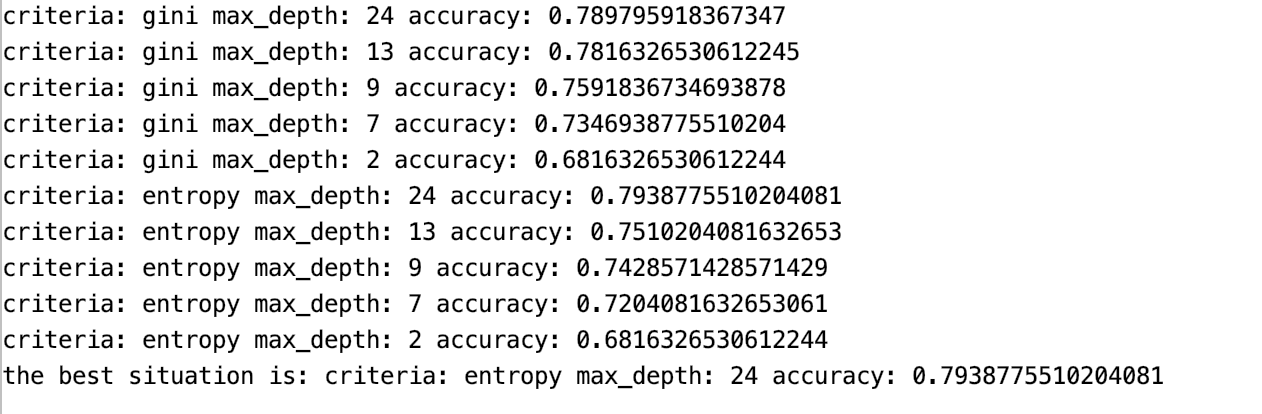 criteria: gini max_depth: 24 accuracy: 0.789795918367347
criteria: gini max_depth: 13 accuracy: 0.7816326530612245
criteria: gini max_depth: 9 accuracy: 0.7591836734693878
criteria: gini max_depth: 7 accuracy: 0.7346938775510204
criteria: gini max_depth: 2 accuracy: 0.6816326530612244
criteria: entropy max_depth: 24 accuracy: 0.7938775510204081
criteria: entropy max_depth: 13 accuracy: 0.7510204081632653
criteria: entropy max_depth: 9 accuracy: 0.7428571428571429
criteria: entropy max_depth: 7 accuracy: 0.7204081632653061
criteria: entropy max_depth: 2 accuracy: 0.6816326530612244
the best situation is: criteria: entropy max_depth: 24 accuracy: 0.7938775510204081